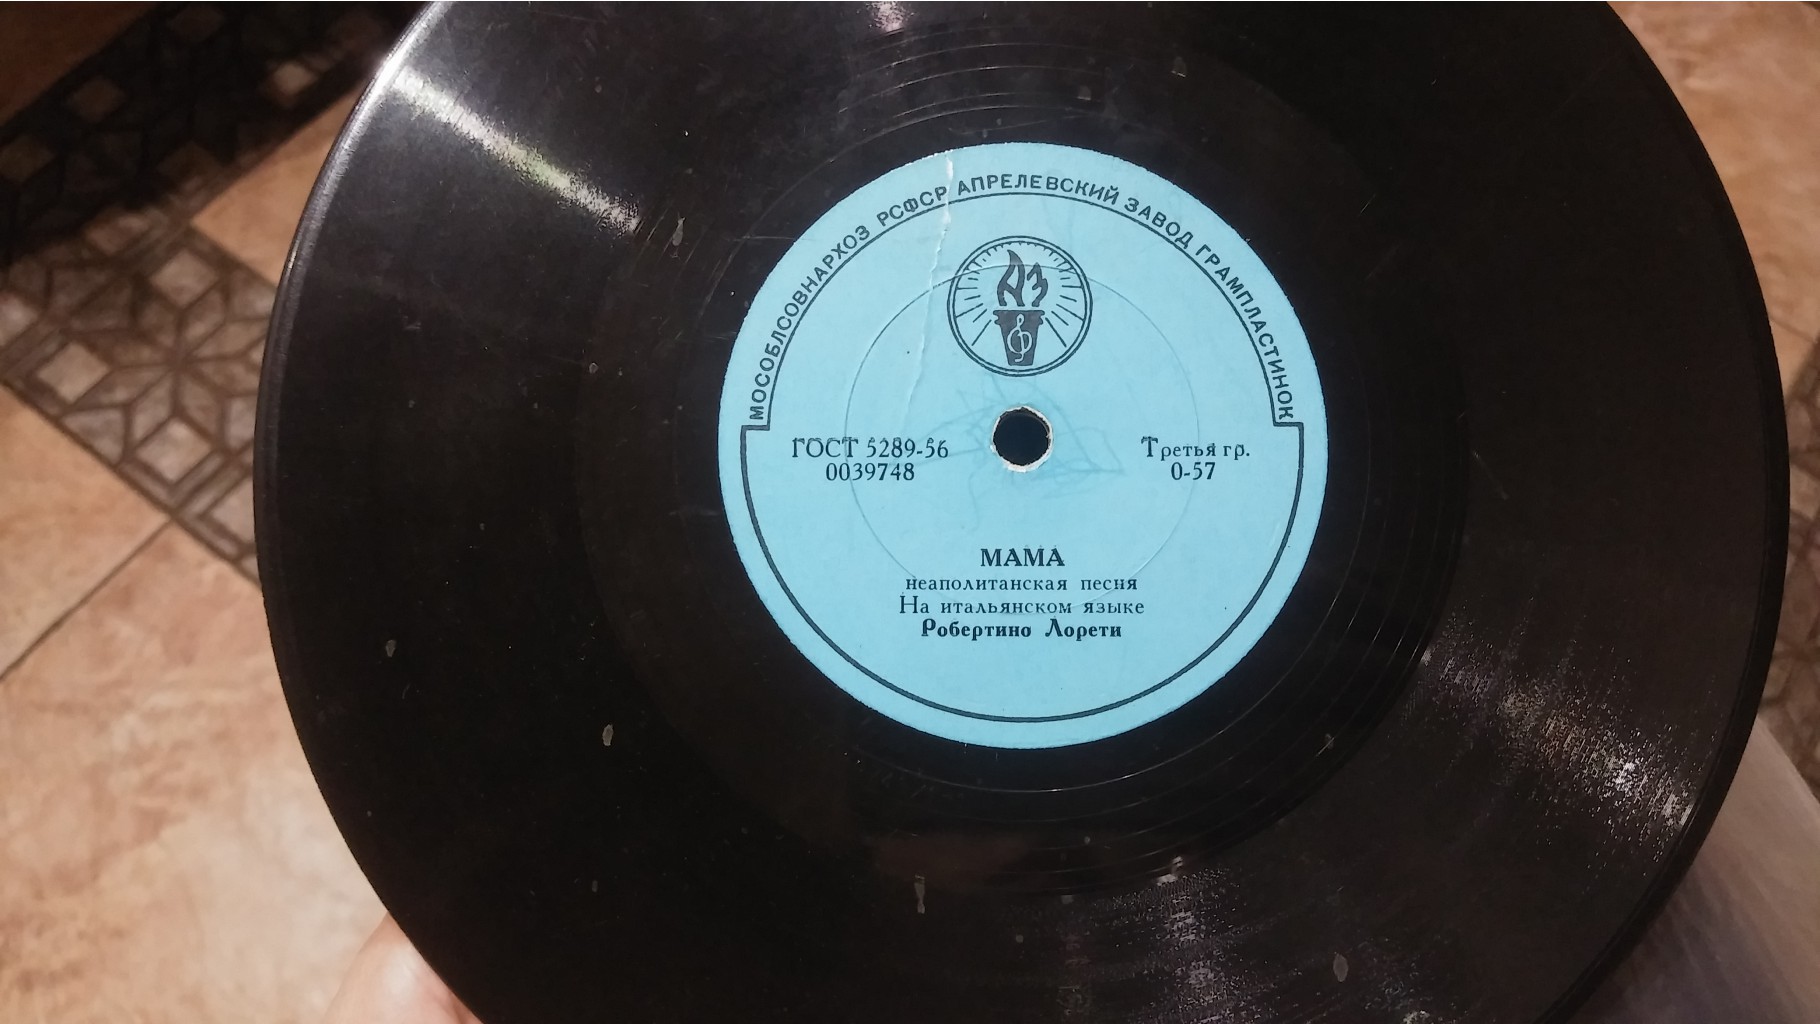 МОСОБЛСОВНАРХОЗ РСФСР АПРЕЛЕВСКИЙ ЗАВОД ГРАМПЛАСТИНОК
АЗ
ГОСТ 5289-56
0039748
Третья гр.
0-57
МАМА
неаполитанская песня
На итальянском языке
Робертино Лорети